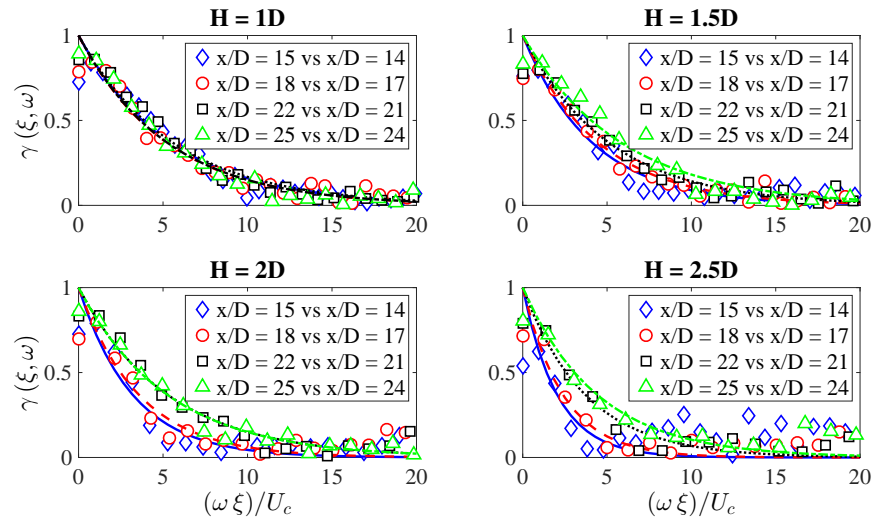 H = 1D
γ (ξ, ω)
1
0.5
0
x/D = 15 vs x/D = 14
x/D = 18 vs x/D = 17
x/D = 22 vs x/D = 21
x/D = 25 vs x/D = 24
0 5 10 15 20
H = 1.5D
1
0.5
0
x/D = 15 vs x/D = 14
x/D = 18 vs x/D = 17
x/D = 22 vs x/D = 21
x/D = 25 vs x/D = 24
0 5 10 15 20
H = 2D
γ (ξ, ω)
1
0.5
0
x/D = 15 vs x/D = 14
x/D = 18 vs x/D = 17
x/D = 22 vs x/D = 21
x/D = 25 vs x/D = 24
0 5 10 15 20
(ω ξ)/U_c
H = 2.5D
1
0.5
0
x/D = 15 vs x/D = 14
x/D = 18 vs x/D = 17
x/D = 22 vs x/D = 21
x/D = 25 vs x/D = 24
0 5 10 15 20
(ω ξ)/U_c